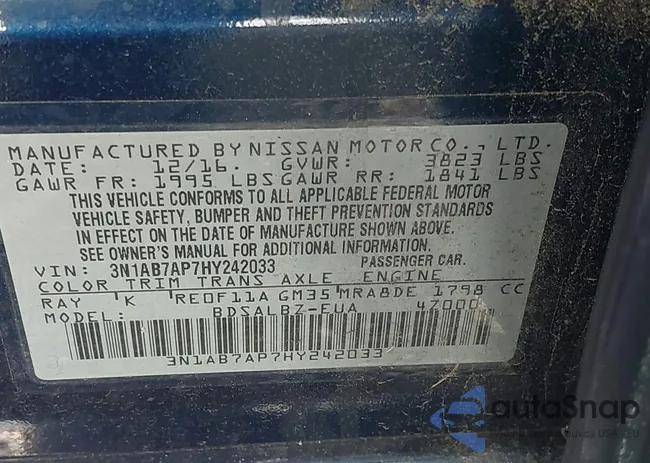 MANUFACTURED BY NISSAN MOTOR CO., LTD.
DATE: 12/16. GVWR: 3823 LBS
GAWR FR: 1995 LBS GAWR RR: 1841 LBS
THIS VEHICLE CONFORMS TO ALL APPLICABLE FEDERAL MOTOR
VEHICLE SAFETY, BUMPER AND THEFT PREVENTION STANDARDS
IN EFFECT ON THE DATE OF MANUFACTURE SHOWN ABOVE.
SEE OWNER'S MANUAL FOR ADDITIONAL INFORMATION.
VIN: 3N1AB7AP7HY242033 PASSENGER CAR.
COLOR TRIM TRANS AXLE ENGINE
RAY K RE0F11A GM35 MRA8DE 1798 CC
MODEL: BDSALBZ-EUA 47000
3N1AB7AP7HY242033
autoSnap